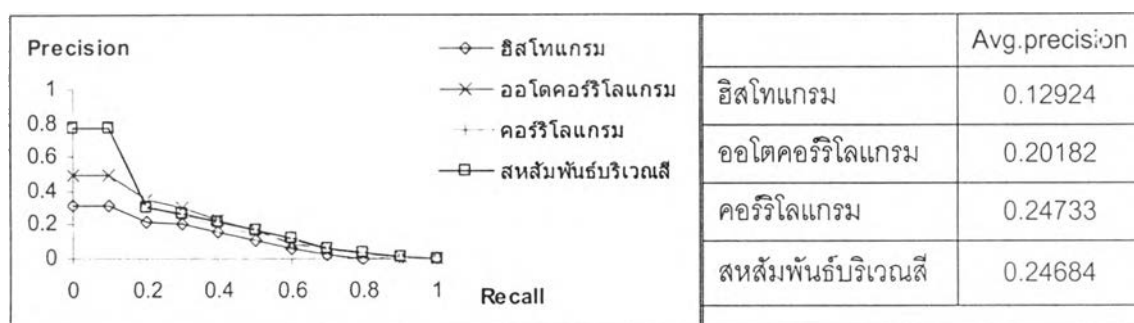 Precision
1
0.8
0.6
0.4
0.2
0
0 0.2 0.4 0.6 0.8 1
Recall
ฮิสโทแกรม
ออโตคอร์ริโลแกรม
คอร์ริโลแกรม
สหสัมพันธ์บริเวณสี
Avg.precision
ฮิสโทแกรม 0.12924
ออโตคอร์ริโลแกรม 0.20182
คอร์ริโลแกรม 0.24733
สหสัมพันธ์บริเวณสี 0.24684